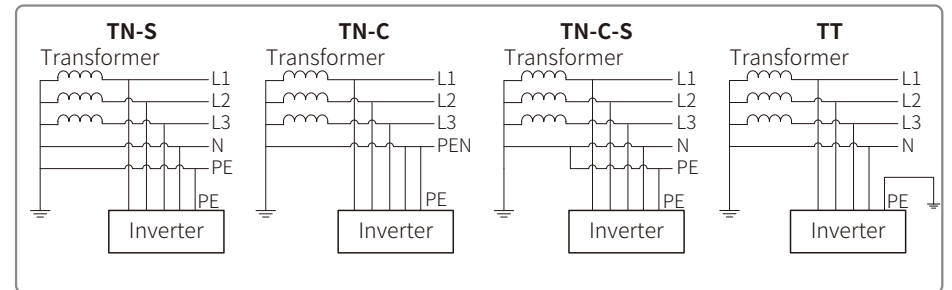 TN-S
Transformer
L1
L2
L3
N
PE
PE
Inverter
TN-C
Transformer
L1
L2
L3
PEN
PE
Inverter
TN-C-S
Transformer
L1
L2
L3
N
PE
PE
Inverter
TT
Transformer
L1
L2
L3
N
PE
Inverter